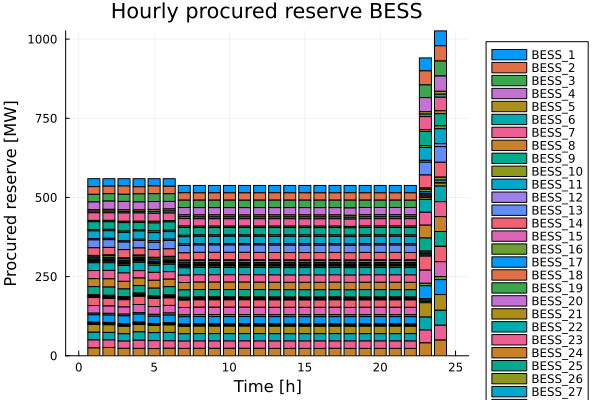 Hourly procured reserve BESS
Procured reserve [MW]
1000
750
500
250
0
0
5
10
15
20
25
Time [h]
BESS_1
BESS_2
BESS_3
BESS_4
BESS_5
BESS_6
BESS_7
BESS_8
BESS_9
BESS_10
BESS_11
BESS_12
BESS_13
BESS_14
BESS_15
BESS_16
BESS_17
BESS_18
BESS_19
BESS_20
BESS_21
BESS_22
BESS_23
BESS_24
BESS_25
BESS_26
BESS_27